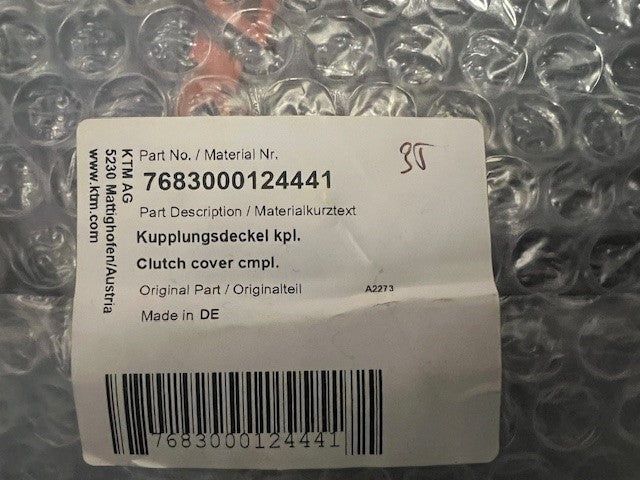 KTM AG
5230 Mattighofen/Austria
www.ktm.com
Part No. / Material Nr.
7683000124441
Part Description / Materialkurztext
Kupplungsdeckel kpl.
Clutch cover cmpl.
Original Part / Originalteil A2273
Made in DE
7683000124441